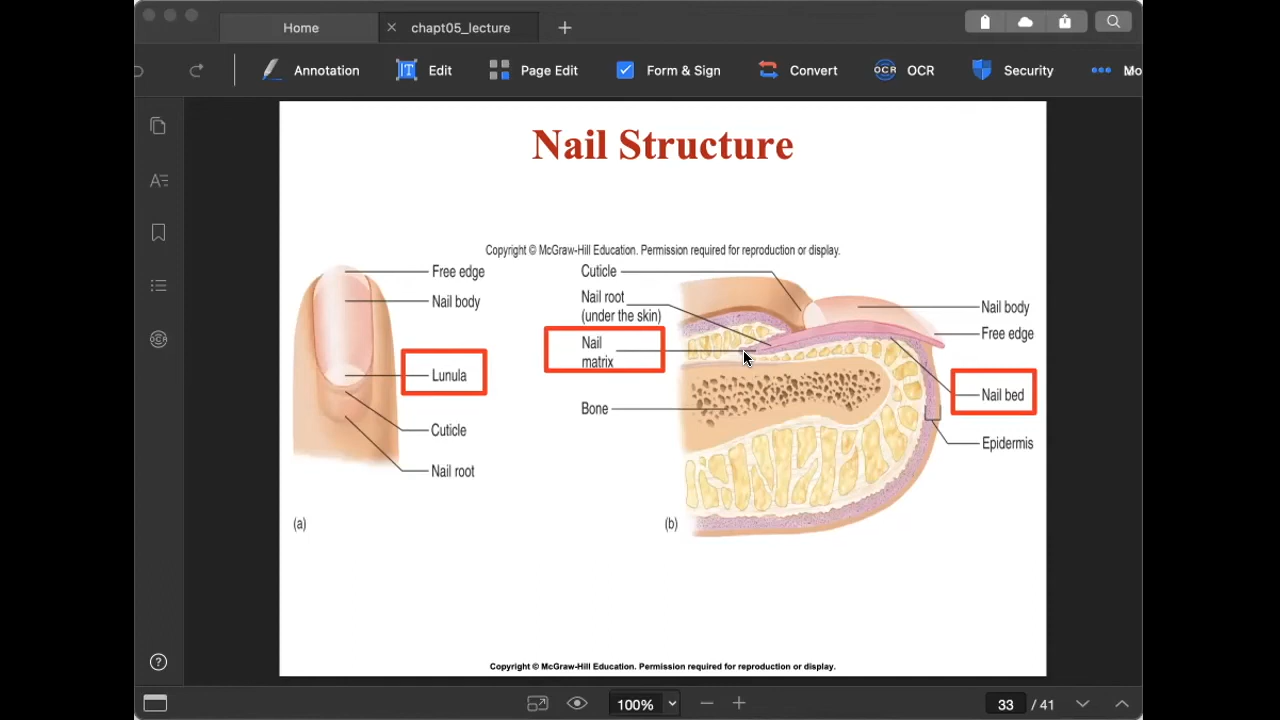 Home
chapt05_lecture
Annotation
Edit
Page Edit
Form & Sign
Convert
OCR
OCR
Security
Mo
Nail Structure
Copyright © McGraw-Hill Education. Permission required for reproduction or display.
Free edge
Nail body
Lunula
Cuticle
Nail root
(a)
Cuticle
Nail root
(under the skin)
Nail
matrix
Bone
Nail body
Free edge
Nail bed
Epidermis
(b)
Copyright © McGraw-Hill Education. Permission required for reproduction or display.
100%
33 / 41